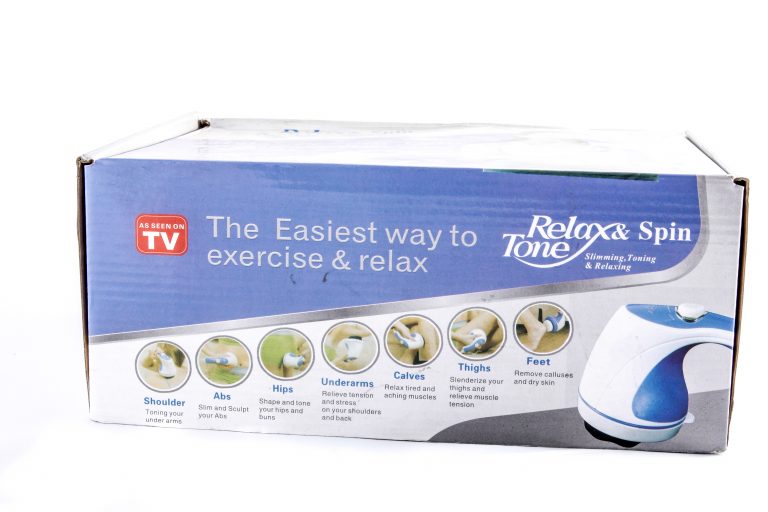 AS SEEN ON
TV
The Easiest way to
exercise & relax
Relax & Spin
Tone
Slimming, Toning
& Relaxing
Shoulder
Toning your
under arms
Abs
Slim and Sculpt
your Abs
Hips
Shape and tone
your hips and
buns
Underarms
Relieve tension
and stress
on your shoulders
and back
Calves
Relax tired and
aching muscles
Thighs
Slenderize your
thighs and
relieve muscle
tension
Feet
Remove calluses
and dry skin